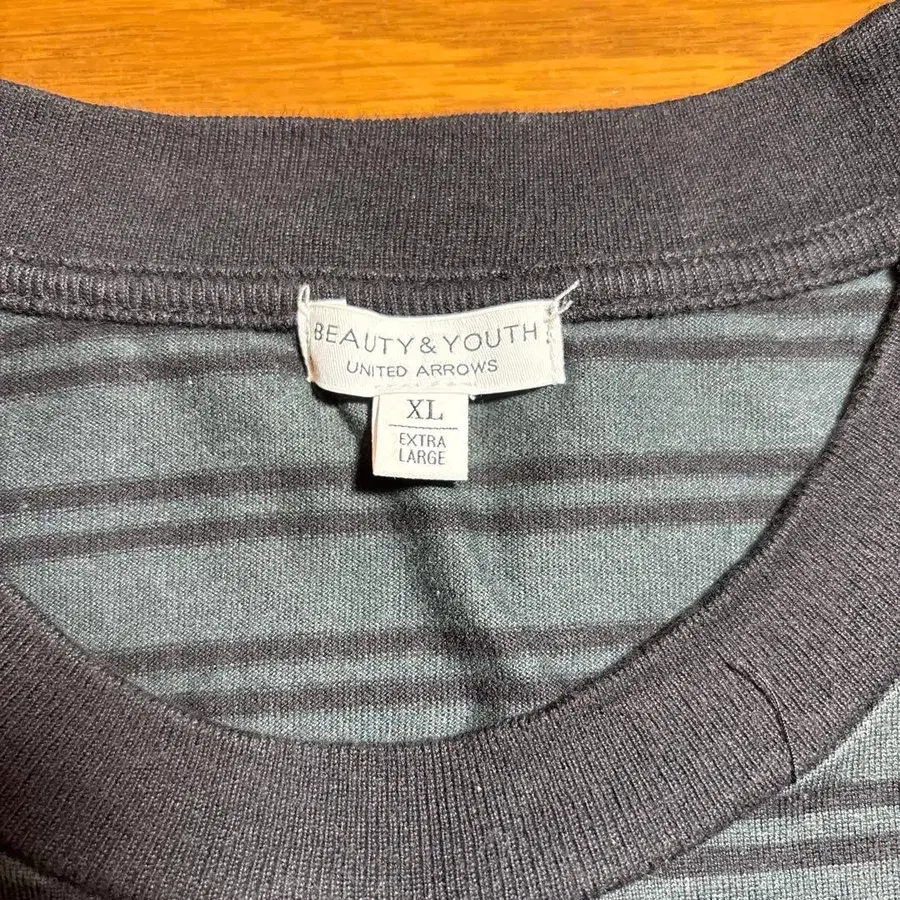 BEAUTY & YOUTH
UNITED ARROWS
XL
EXTRA
LARGE